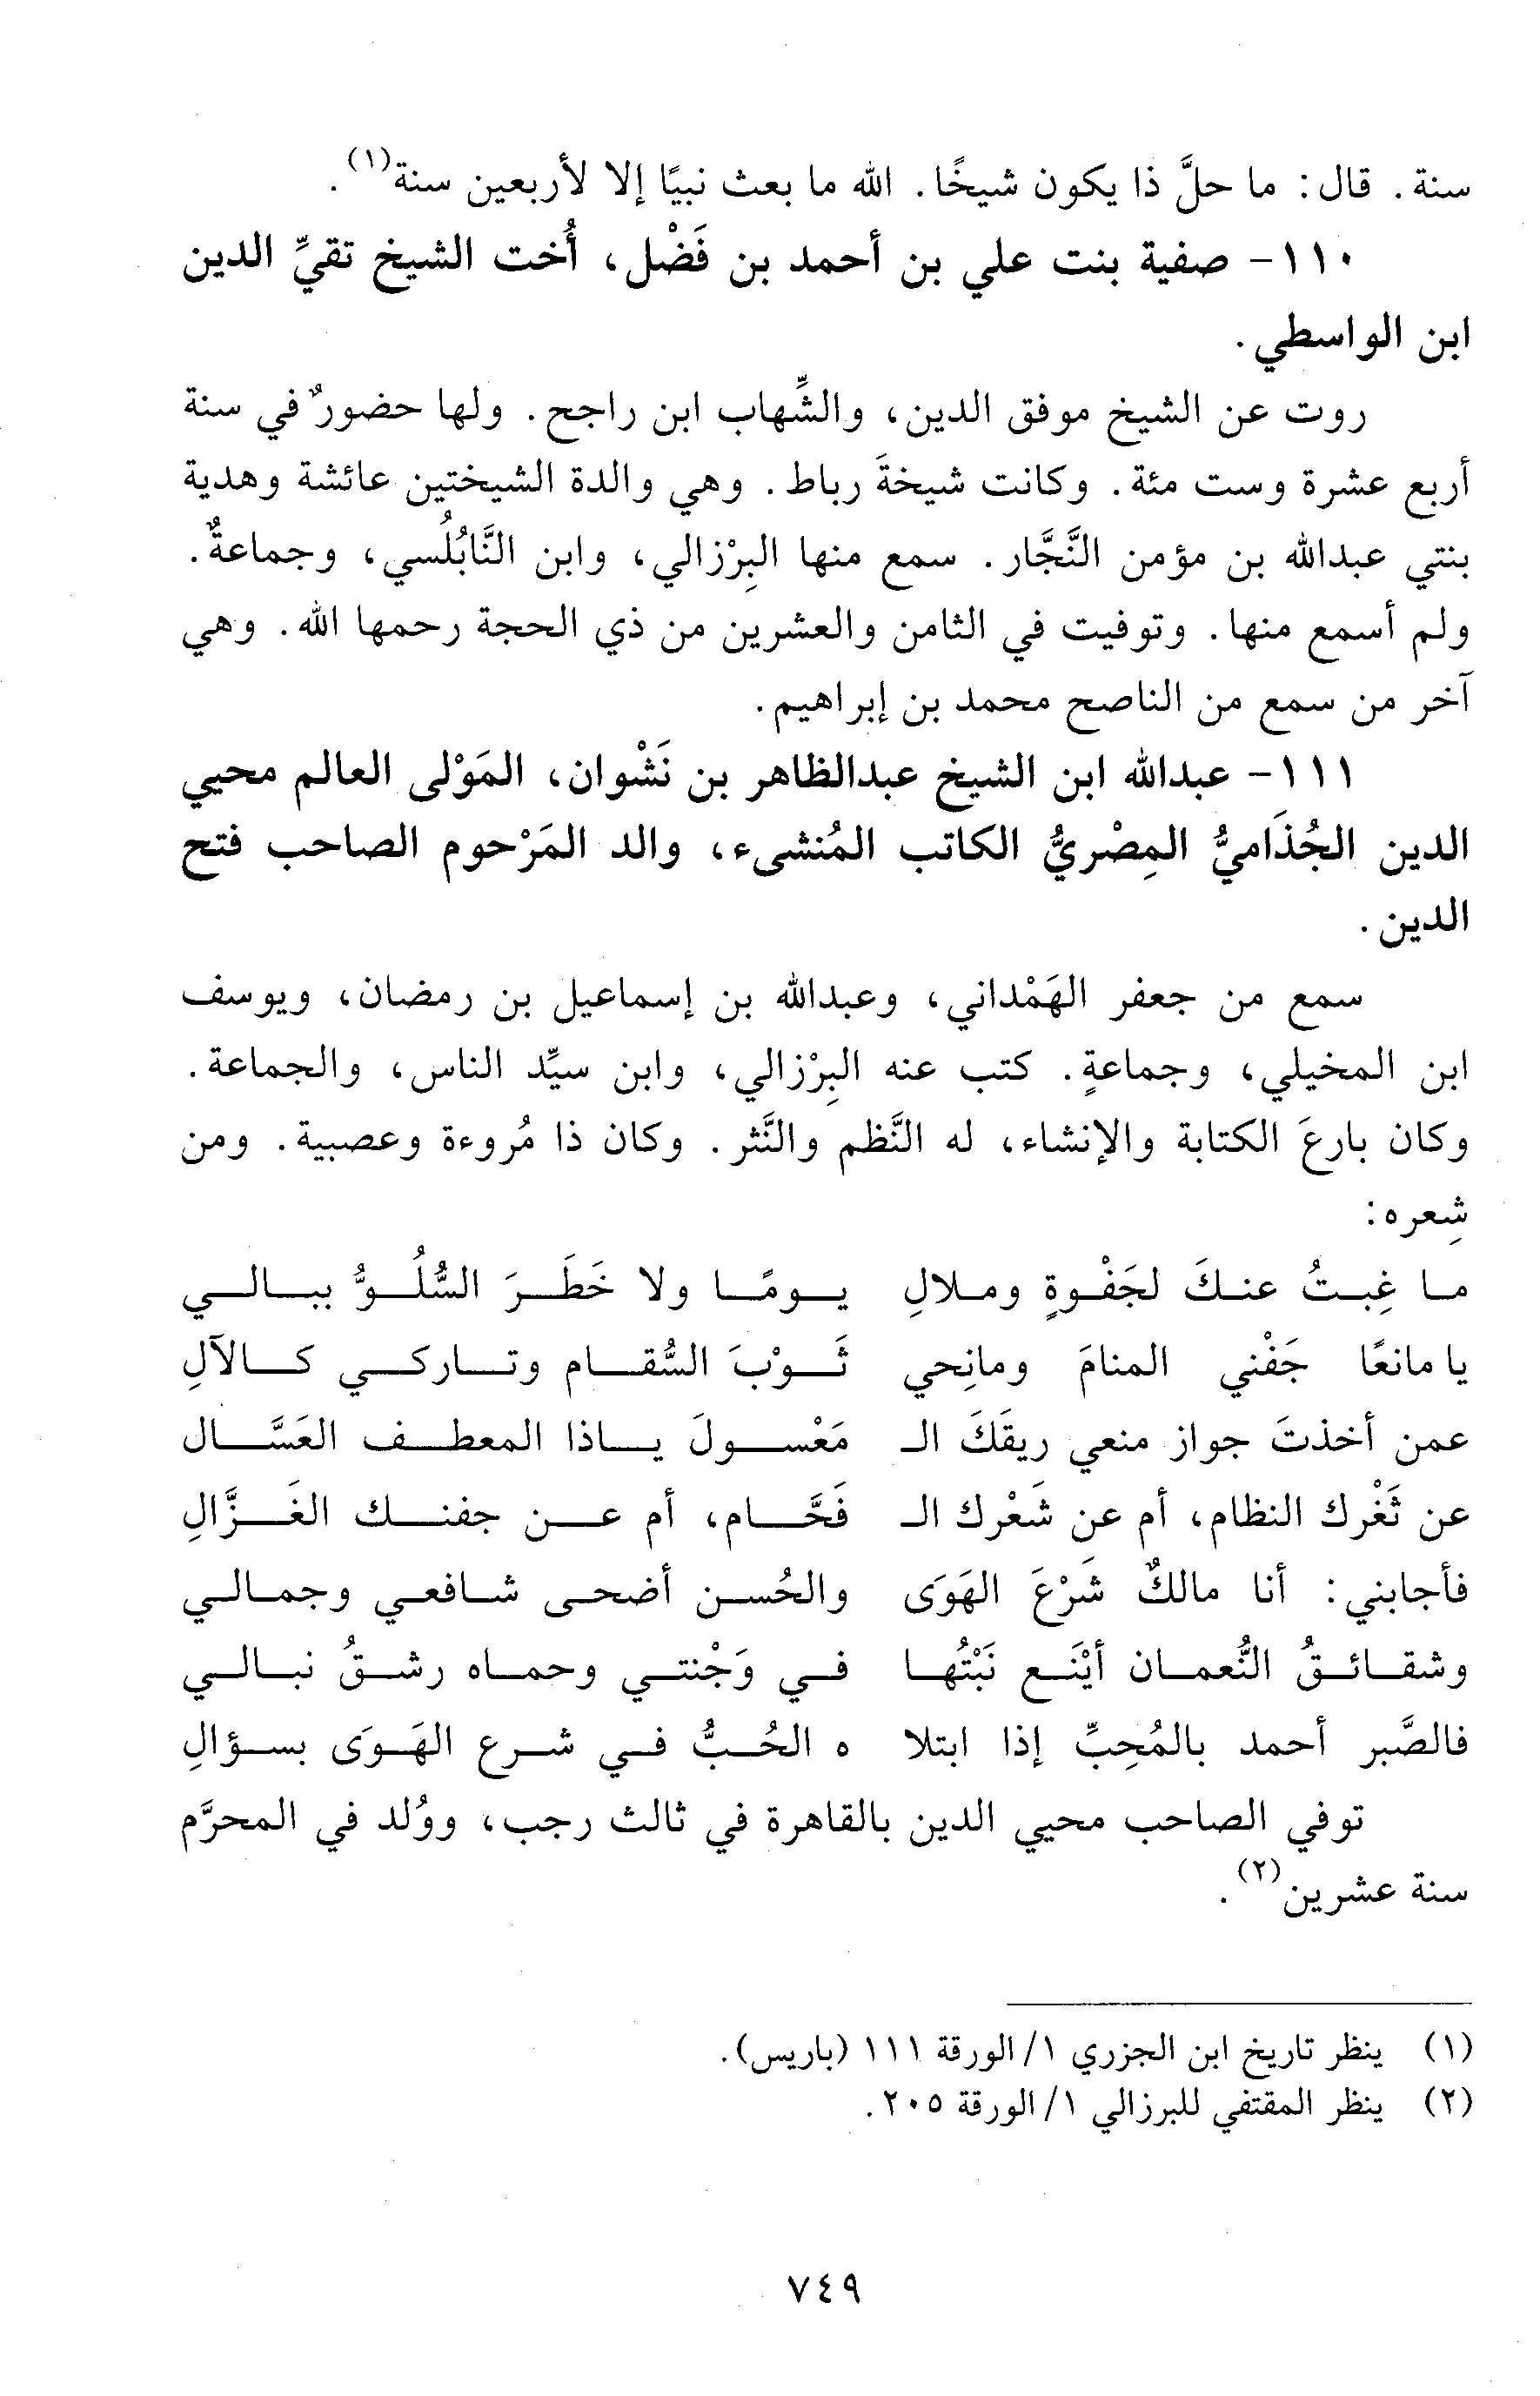 سنة. قال: ما حلَّ ذا يكون شيخًا. الله ما بعث نبيًا إلا لأربعين سنة(١).
١١٠- صفية بنت علي بن أحمد بن فَضْل، أُخت الشيخ تقيِّ الدين
ابن الواسطي.
روت عن الشيخ موفق الدين، والشِّهاب ابن راجح. ولها حضورٌ في سنة
أربع عشرة وست مئة. وكانت شيخةَ رباط. وهي والدة الشيختين عائشة وهدية
بنتي عبدالله بن مؤمن النَّجَّار. سمع منها البِرْزالي، وابن النَّابُلُسي، وجماعةٌ.
ولم أسمع منها. وتوفيت في الثامن والعشرين من ذي الحجة رحمها الله. وهي
آخر من سمع من الناصح محمد بن إبراهيم.
١١١- عبدالله ابن الشيخ عبدالظاهر بن نَشْوان، المَوْلى العالم محيي
الدين الجُذَاميُّ المِصْريُّ الكاتب المُنشىء، والد المَرْحوم الصاحب فتح
الدين.
سمع من جعفر الهَمْداني، وعبدالله بن إسماعيل بن رمضان، ويوسف
ابن المخيلي، وجماعةٍ. كتب عنه البِرْزالي، وابن سيِّد الناس، والجماعة.
وكان بارعَ الكتابة والإنشاء، له النَّظم والنَّثر. وكان ذا مُروءة وعصبية. ومن
شِعره:
ما غِبتُ عنكَ لجَفْوةٍ وملالِ يومًا ولا خَطَرَ السُّلُوُّ ببالي
يا مانعًا جَفْني المنامَ ومانِحي ثَوْبَ السُّقام وتاركي كالآلِ
عمن أخذتَ جواز منعي ريقَكَ الـ مَعْسولَ ياذا المعطف العَسَّال
عن ثَغْرك النظام، أم عن شَعْرك الـ فَحَّام، أم عن جفنك الغَزَّالِ
فأجابني: أنا مالكٌ شَرْعَ الهَوَى والحُسن أضحى شافعي وجمالي
وشقائقُ النُّعمان أيْنَع نَبْتُها في وَجْنتي وحماه رشقُ نبالي
فالصَّبر أحمد بالمُحِبِّ إذا ابتلا ه الحُبُّ في شرع الهَوَى بسؤالِ
توفي الصاحب محيي الدين بالقاهرة في ثالث رجب، ووُلد في المحرَّم
سنة عشرين(٢).
(١) ينظر تاريخ ابن الجزري ١/ الورقة ١١١ (باريس).
(٢) ينظر المقتفي للبرزالي ١/ الورقة ٢٠٥.
٧٤٩